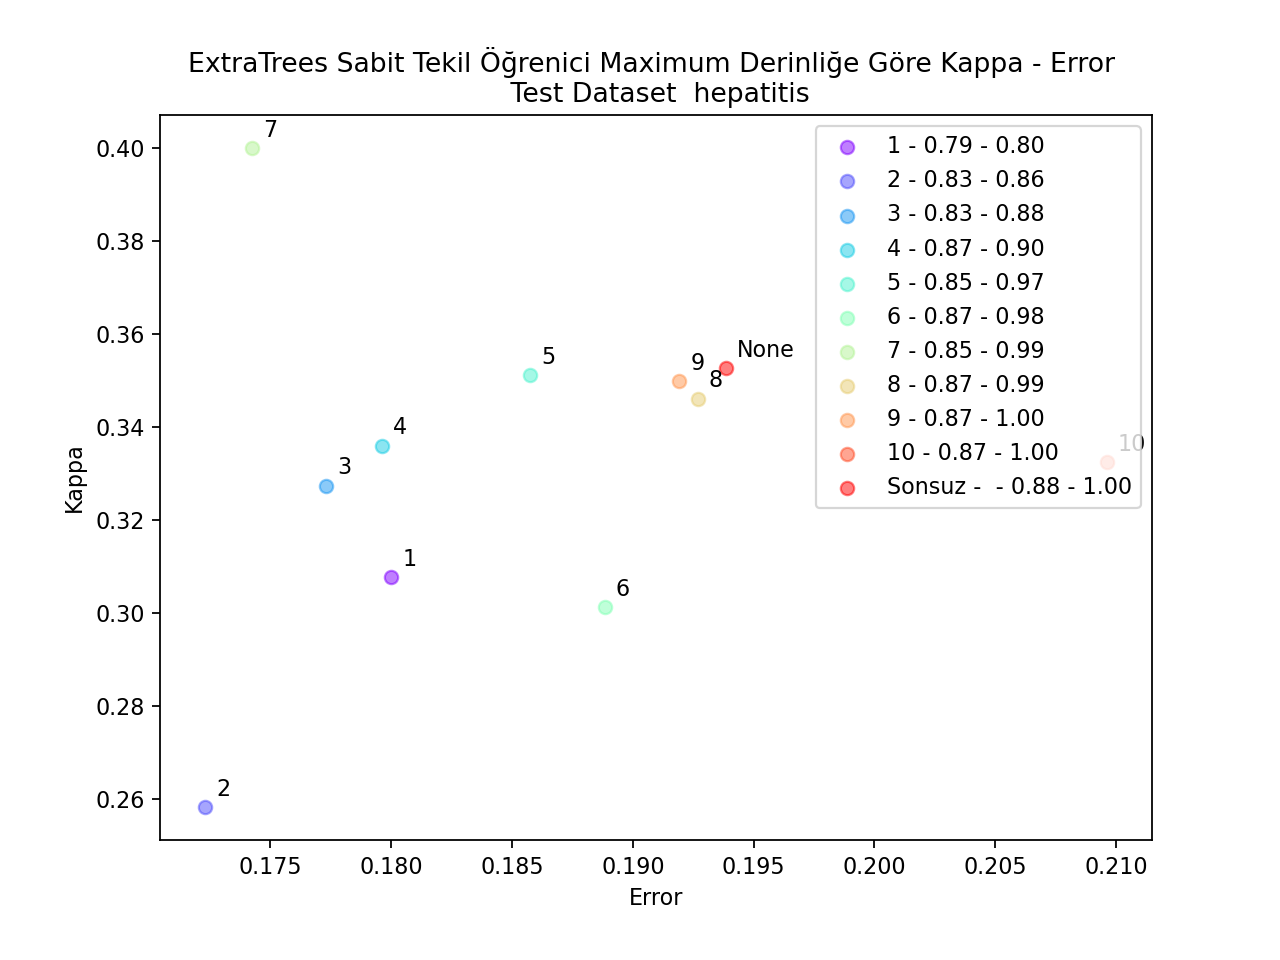 ExtraTrees Sabit Tekil Öğrenici Maximum Derinliğe Göre Kappa - Error
Test Dataset  hepatitis
Kappa
0.40
0.38
0.36
0.34
0.32
0.30
0.28
0.26
7
5
4
3
1
2
6
9
8
None
10
1 - 0.79 - 0.80
2 - 0.83 - 0.86
3 - 0.83 - 0.88
4 - 0.87 - 0.90
5 - 0.85 - 0.97
6 - 0.87 - 0.98
7 - 0.85 - 0.99
8 - 0.87 - 0.99
9 - 0.87 - 1.00
10 - 0.87 - 1.00
Sonsuz -  - 0.88 - 1.00
0.175 0.180 0.185 0.190 0.195 0.200 0.205 0.210
Error